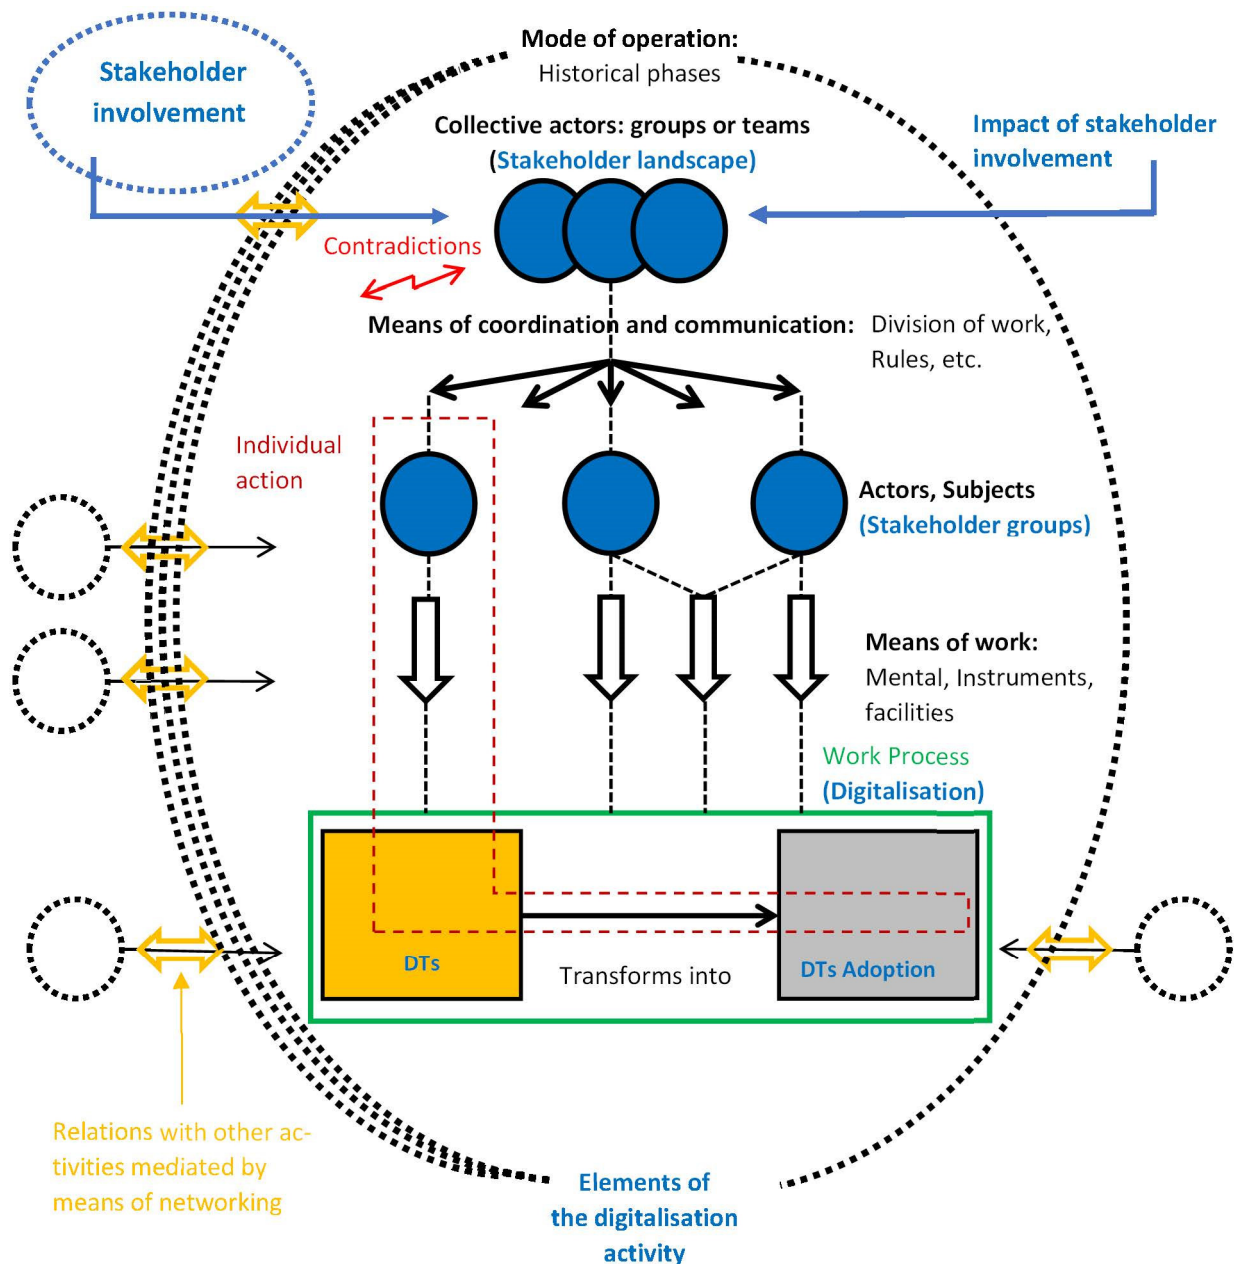 Mode of operation:
Historical phases
Stakeholder
involvement
Collective actors: groups or teams
(Stakeholder landscape)
Impact of stakeholder
involvement
Contradictions
Means of coordination and communication:
Division of work,
Rules, etc.
Individual
action
Actors, Subjects
(Stakeholder groups)
Means of work:
Mental, Instruments,
facilities
Work Process
(Digitalisation)
DTs
Transforms into
DTs Adoption
Relations with other ac-
tivities mediated by
means of networking
Elements of
the digitalisation
activity